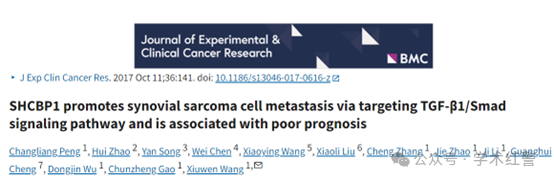 Journal of Experimental &
Clinical Cancer Research
BMC
▸ J Exp Clin Cancer Res. 2017 Oct 11;36:141. doi: 10.1186/s13046-017-0616-z
SHCBP1 promotes synovial sarcoma cell metastasis via targeting TGF-β1/Smad
signaling pathway and is associated with poor prognosis
Changliang Peng 1, Hui Zhao 2, Yan Song 3, Wei Chen 4, Xiaoying Wang 5, Xiaoli Liu 6, Cheng Zhang 1, Jie Zhao 1, Ji Li 1, Guanghui
Cheng 7, Dongjin Wu 1, Chunzheng Gao 1, Xiuwen Wang 1,
公众号 · 学术红警